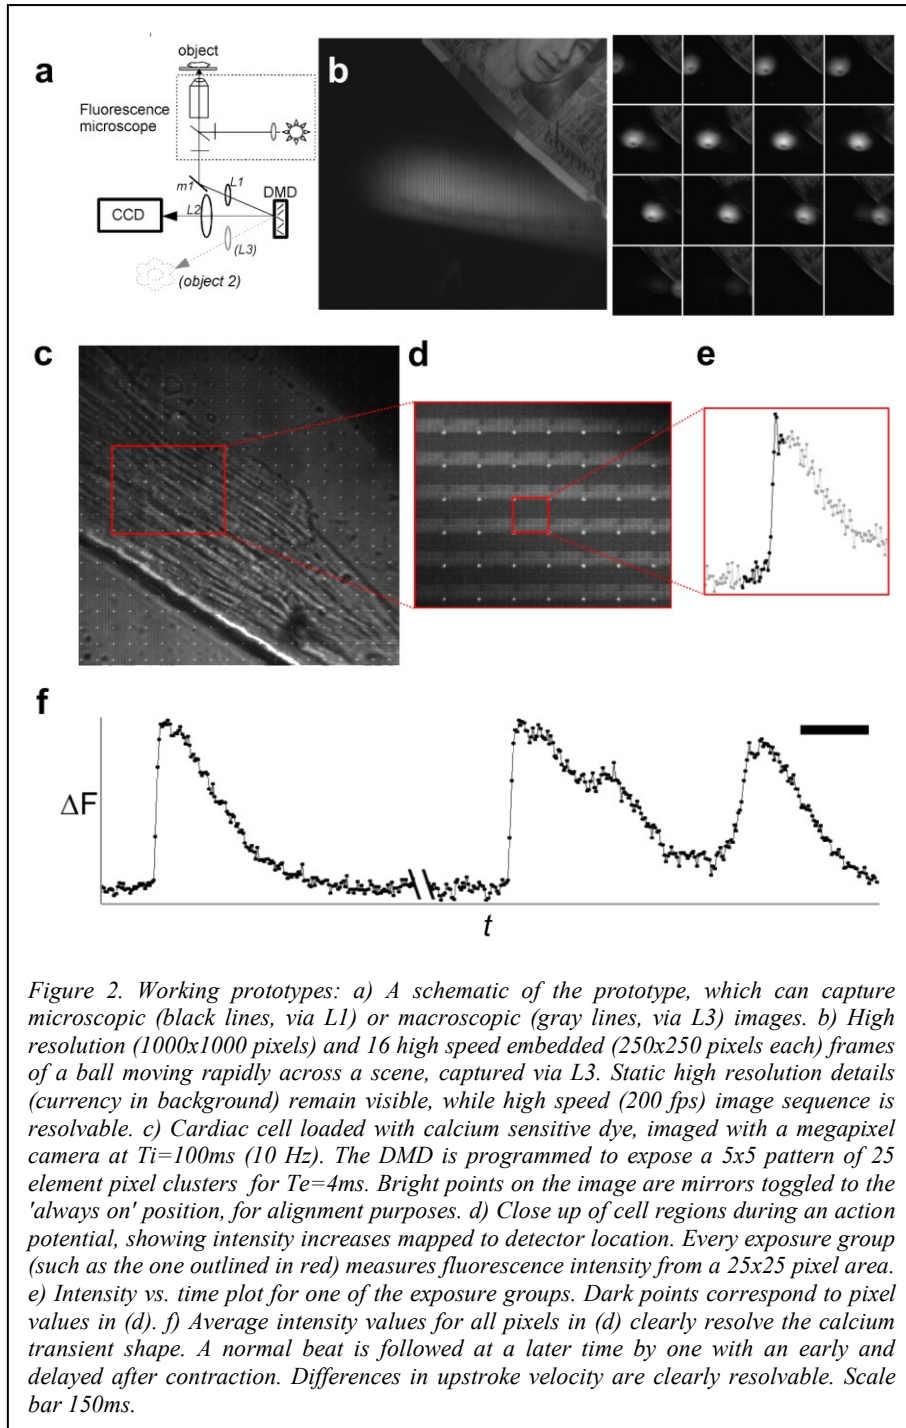 a
object
b
Fluorescence
microscope
m1
L1
DMD
L2
CCD
(L3)
(object 2)
c
d
e
f
ΔF
t
Figure 2. Working prototypes: a) A schematic of the prototype, which can capture
microscopic (black lines, via L1) or macroscopic (gray lines, via L3) images. b) High
resolution (1000x1000 pixels) and 16 high speed embedded (250x250 pixels each) frames
of a ball moving rapidly across a scene, captured via L3. Static high resolution details
(currency in background) remain visible, while high speed (200 fps) image sequence is
resolvable. c) Cardiac cell loaded with calcium sensitive dye, imaged with a megapixel
camera at Ti=100ms (10 Hz). The DMD is programmed to expose a 5x5 pattern of 25
element pixel clusters for Te=4ms. Bright points on the image are mirrors toggled to the
'always on' position, for alignment purposes. d) Close up of cell regions during an action
potential, showing intensity increases mapped to detector location. Every exposure group
(such as the one outlined in red) measures fluorescence intensity from a 25x25 pixel area.
e) Intensity vs. time plot for one of the exposure groups. Dark points correspond to pixel
values in (d). f) Average intensity values for all pixels in (d) clearly resolve the calcium
transient shape. A normal beat is followed at a later time by one with an early and
delayed after contraction. Differences in upstroke velocity are clearly resolvable. Scale
bar 150ms.